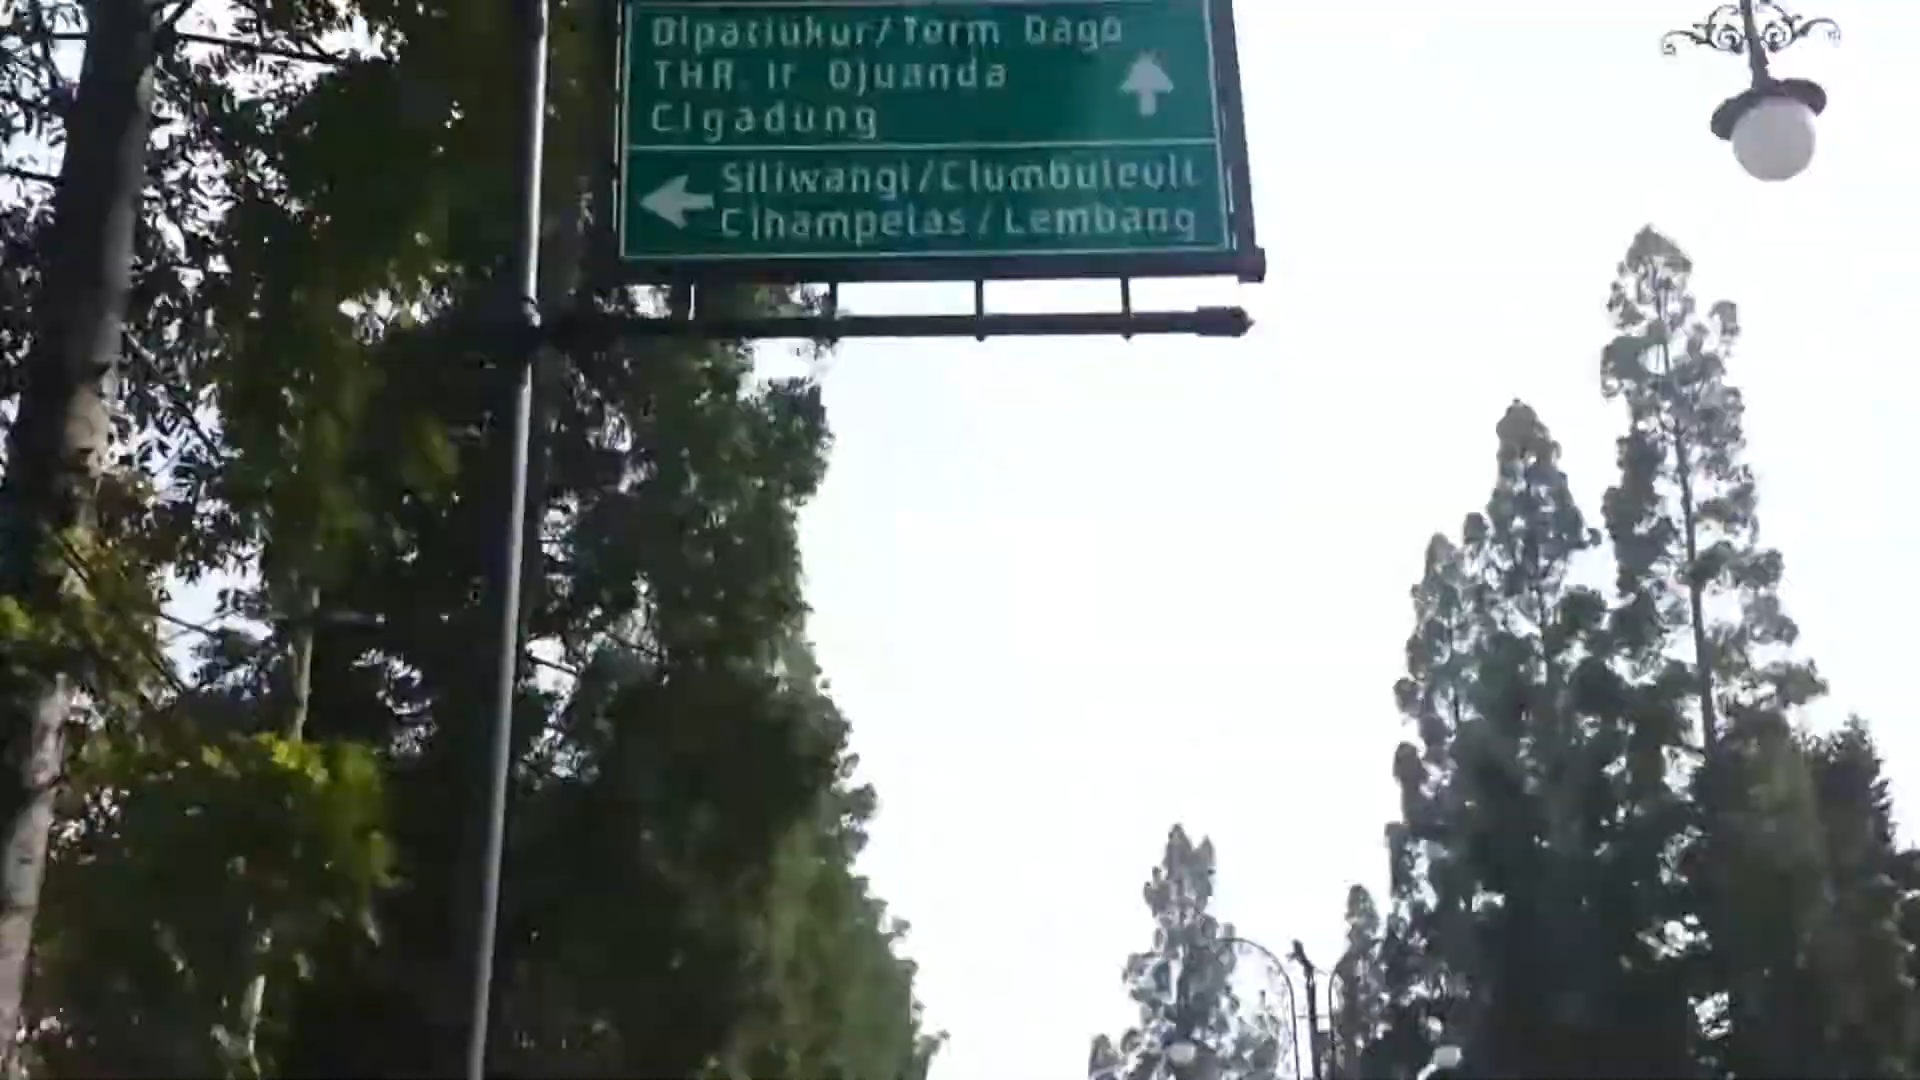 Dipatiukur/Term Dago
THR. Ir Djuanda
Cigadung
Siliwangi/Ciumbuleuit
Cihampelas/Lembang